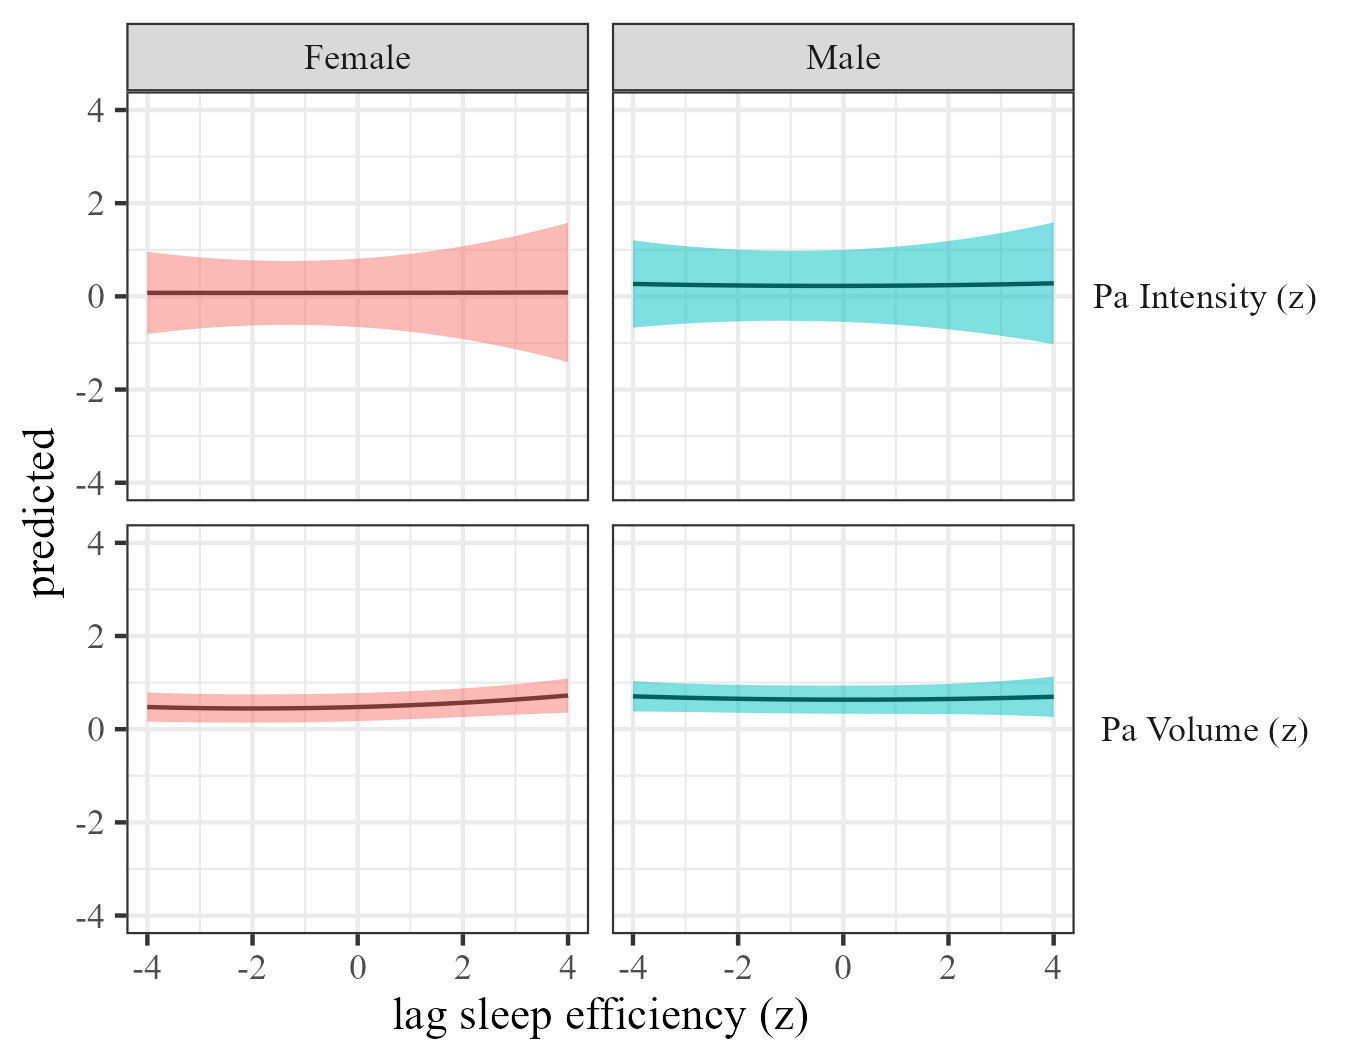 Female Male
4
2
0
-2
-4
Pa Intensity (z)
predicted
4
2
0
-2
-4
Pa Volume (z)
-4 -2 0 2 4 -4 -2 0 2 4
lag sleep efficiency (z)